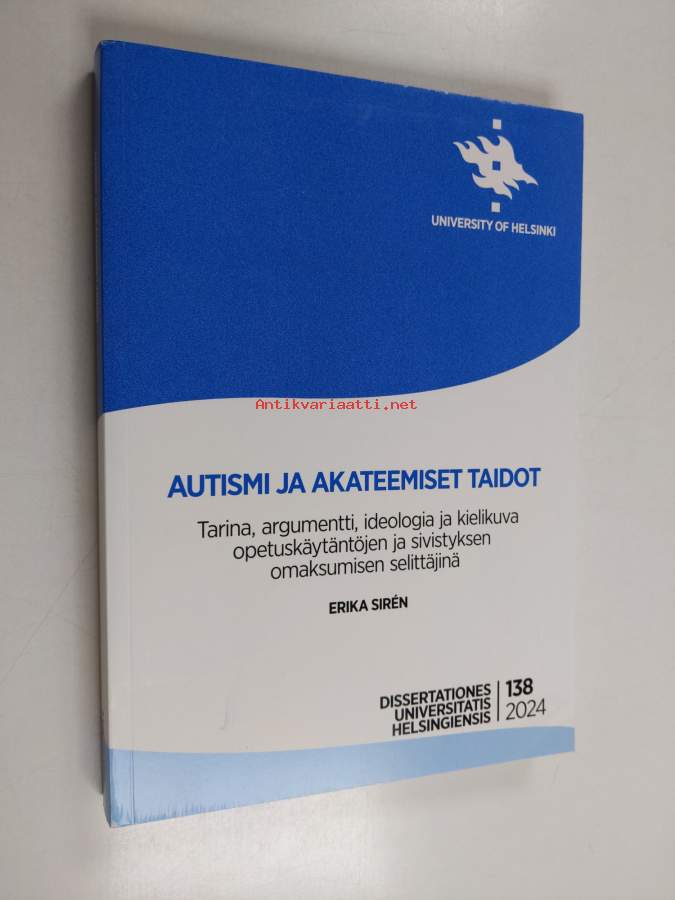 UNIVERSITY OF HELSINKI
Antikvariaatti.net
AUTISMI JA AKATEEMISET TAIDOT
Tarina, argumentti, ideologia ja kielikuva
opetuskäytäntöjen ja sivistyksen
omaksumisen selittäjinä
ERIKA SIRÉN
DISSERTATIONES
UNIVERSITATIS
HELSINGIENSIS
138
2024